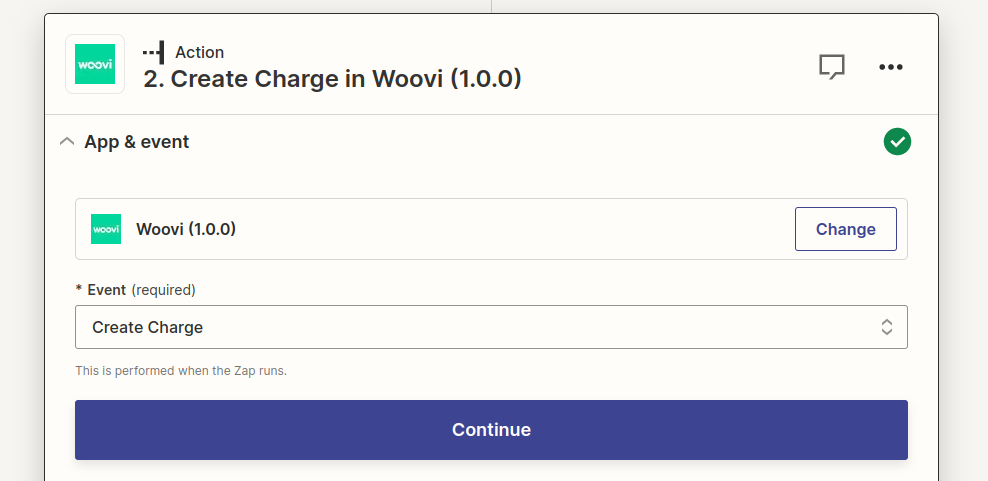 woovi
Action
2. Create Charge in Woovi (1.0.0)
App & event
woovi
Woovi (1.0.0)
Change
* Event (required)
Create Charge
This is performed when the Zap runs.
Continue